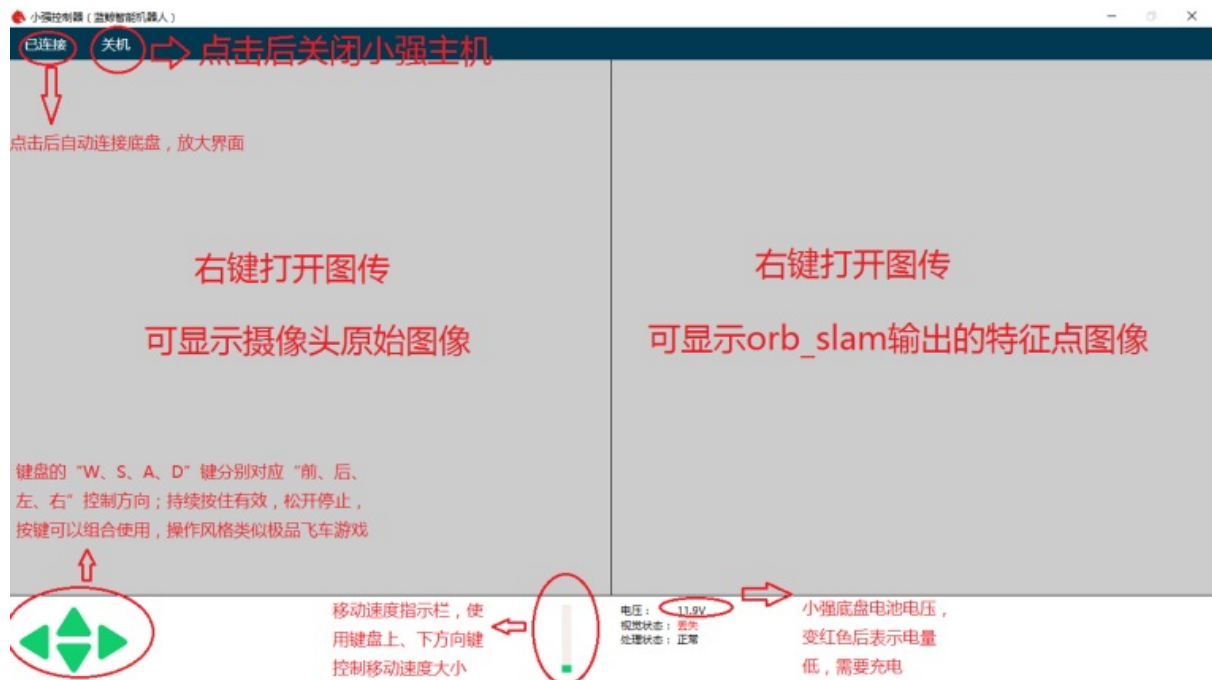 小强控制器（蓝鲸智能机器人）
已连接 关机 点击后关闭小强主机
点击后自动连接底盘，放大界面
右键打开图传
可显示摄像头原始图像
右键打开图传
可显示orb_slam输出的特征点图像
键盘的“W、S、A、D”键分别对应“前、后、
左、右”控制方向；持续按住有效，松开停止，
按键可以组合使用，操作风格类似极品飞车游戏
移动速度指示栏，使
用键盘上、下方向键
控制移动速度大小
电压： 11.9V
视觉状态： 丢失
处理状态： 正常
小强底盘电池电压，
变红色后表示电量
低，需要充电